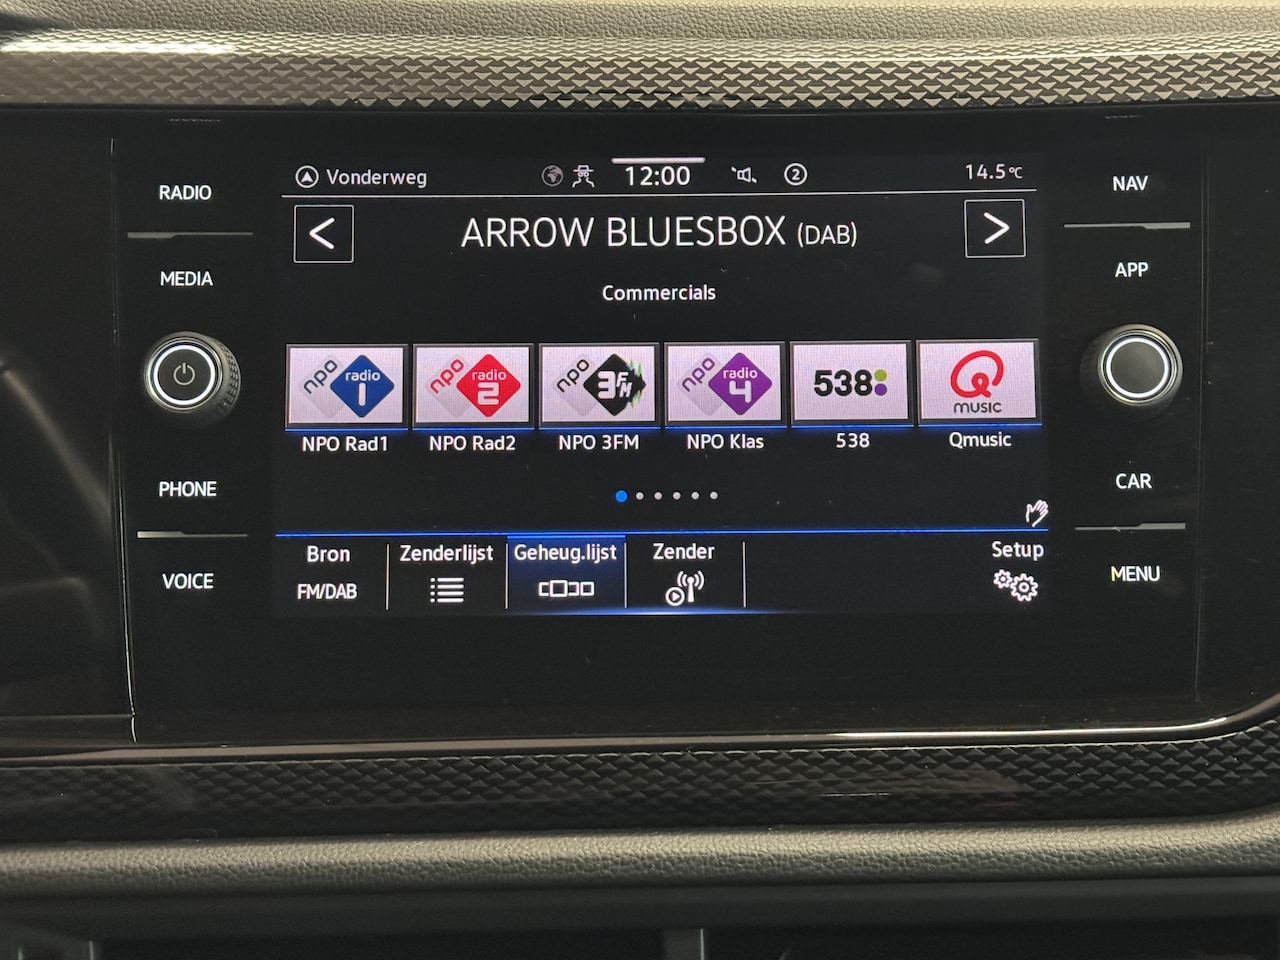 RADIO
MEDIA
PHONE
VOICE
Vonderweg
12:00
2
14.5°C
< ARROW BLUESBOX (DAB) >
Commercials
npo radio 1
npo radio 2
npo 3FM
npo radio 4
538
Q MUSIC
NPO Rad1
NPO Rad2
NPO 3FM
NPO Klas
538
Qmusic
Bron
FM/DAB
Zenderlijst
Geheug.lijst
Zender
Setup
NAV
APP
CAR
MENU